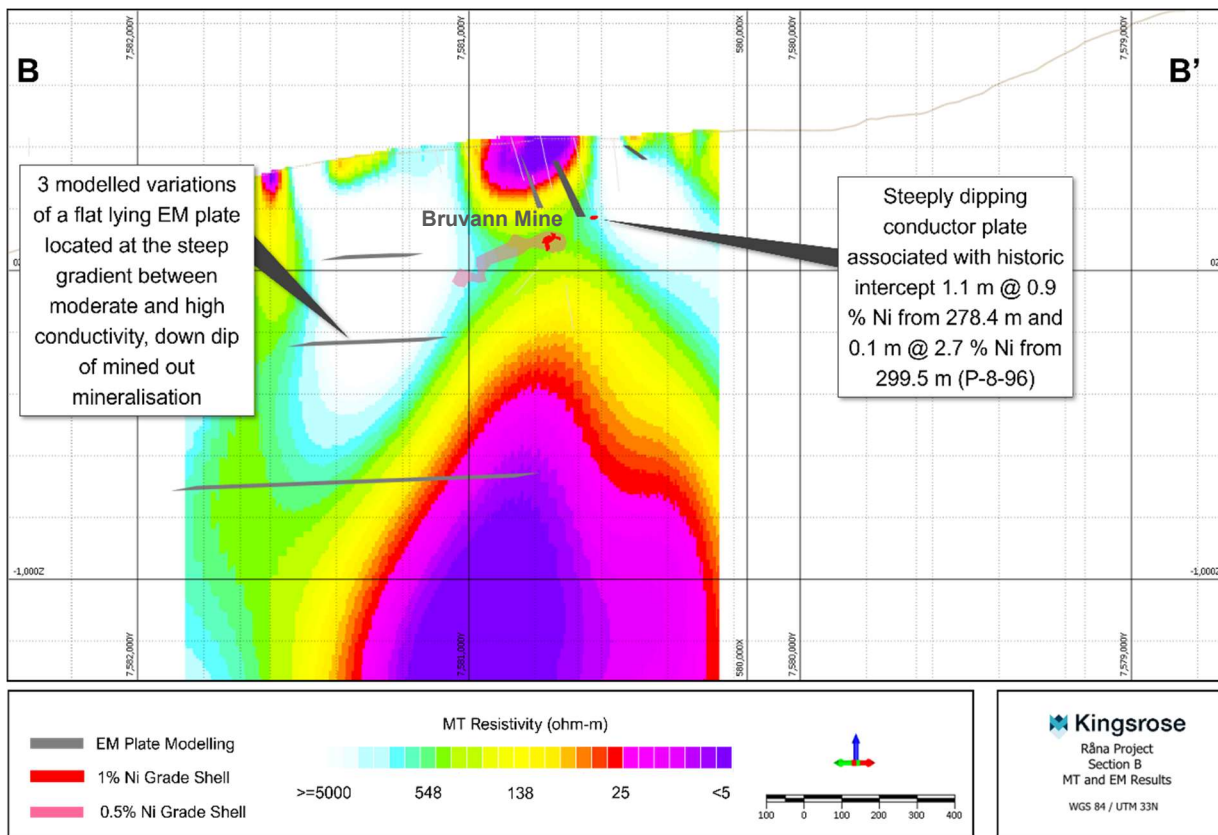 7,582,000Y
7,581,000Y
580,000X
7,580,000Y
7,579,000Y
B
B'
3 modelled variations
of a flat lying EM plate
located at the steep
gradient between
moderate and high
conductivity, down dip
of mined out
mineralisation
Bruvann Mine
Steeply dipping
conductor plate
associated with historic
intercept 1.1 m @ 0.9
% Ni from 278.4 m and
0.1 m @ 2.7 % Ni from
299.5 m (P-8-96)
-1,000Z
-1,000Z
7,582,000Y
7,581,000Y
580,000X
7,580,000Y
7,579,000Y
EM Plate Modelling
1% Ni Grade Shell
0.5% Ni Grade Shell
MT Resistivity (ohm-m)
>=5000 548 138 25 <5
100 0 100 200 300 400
Kingsrose
Råna Project
Section B
MT and EM Results
WGS 84 / UTM 33N